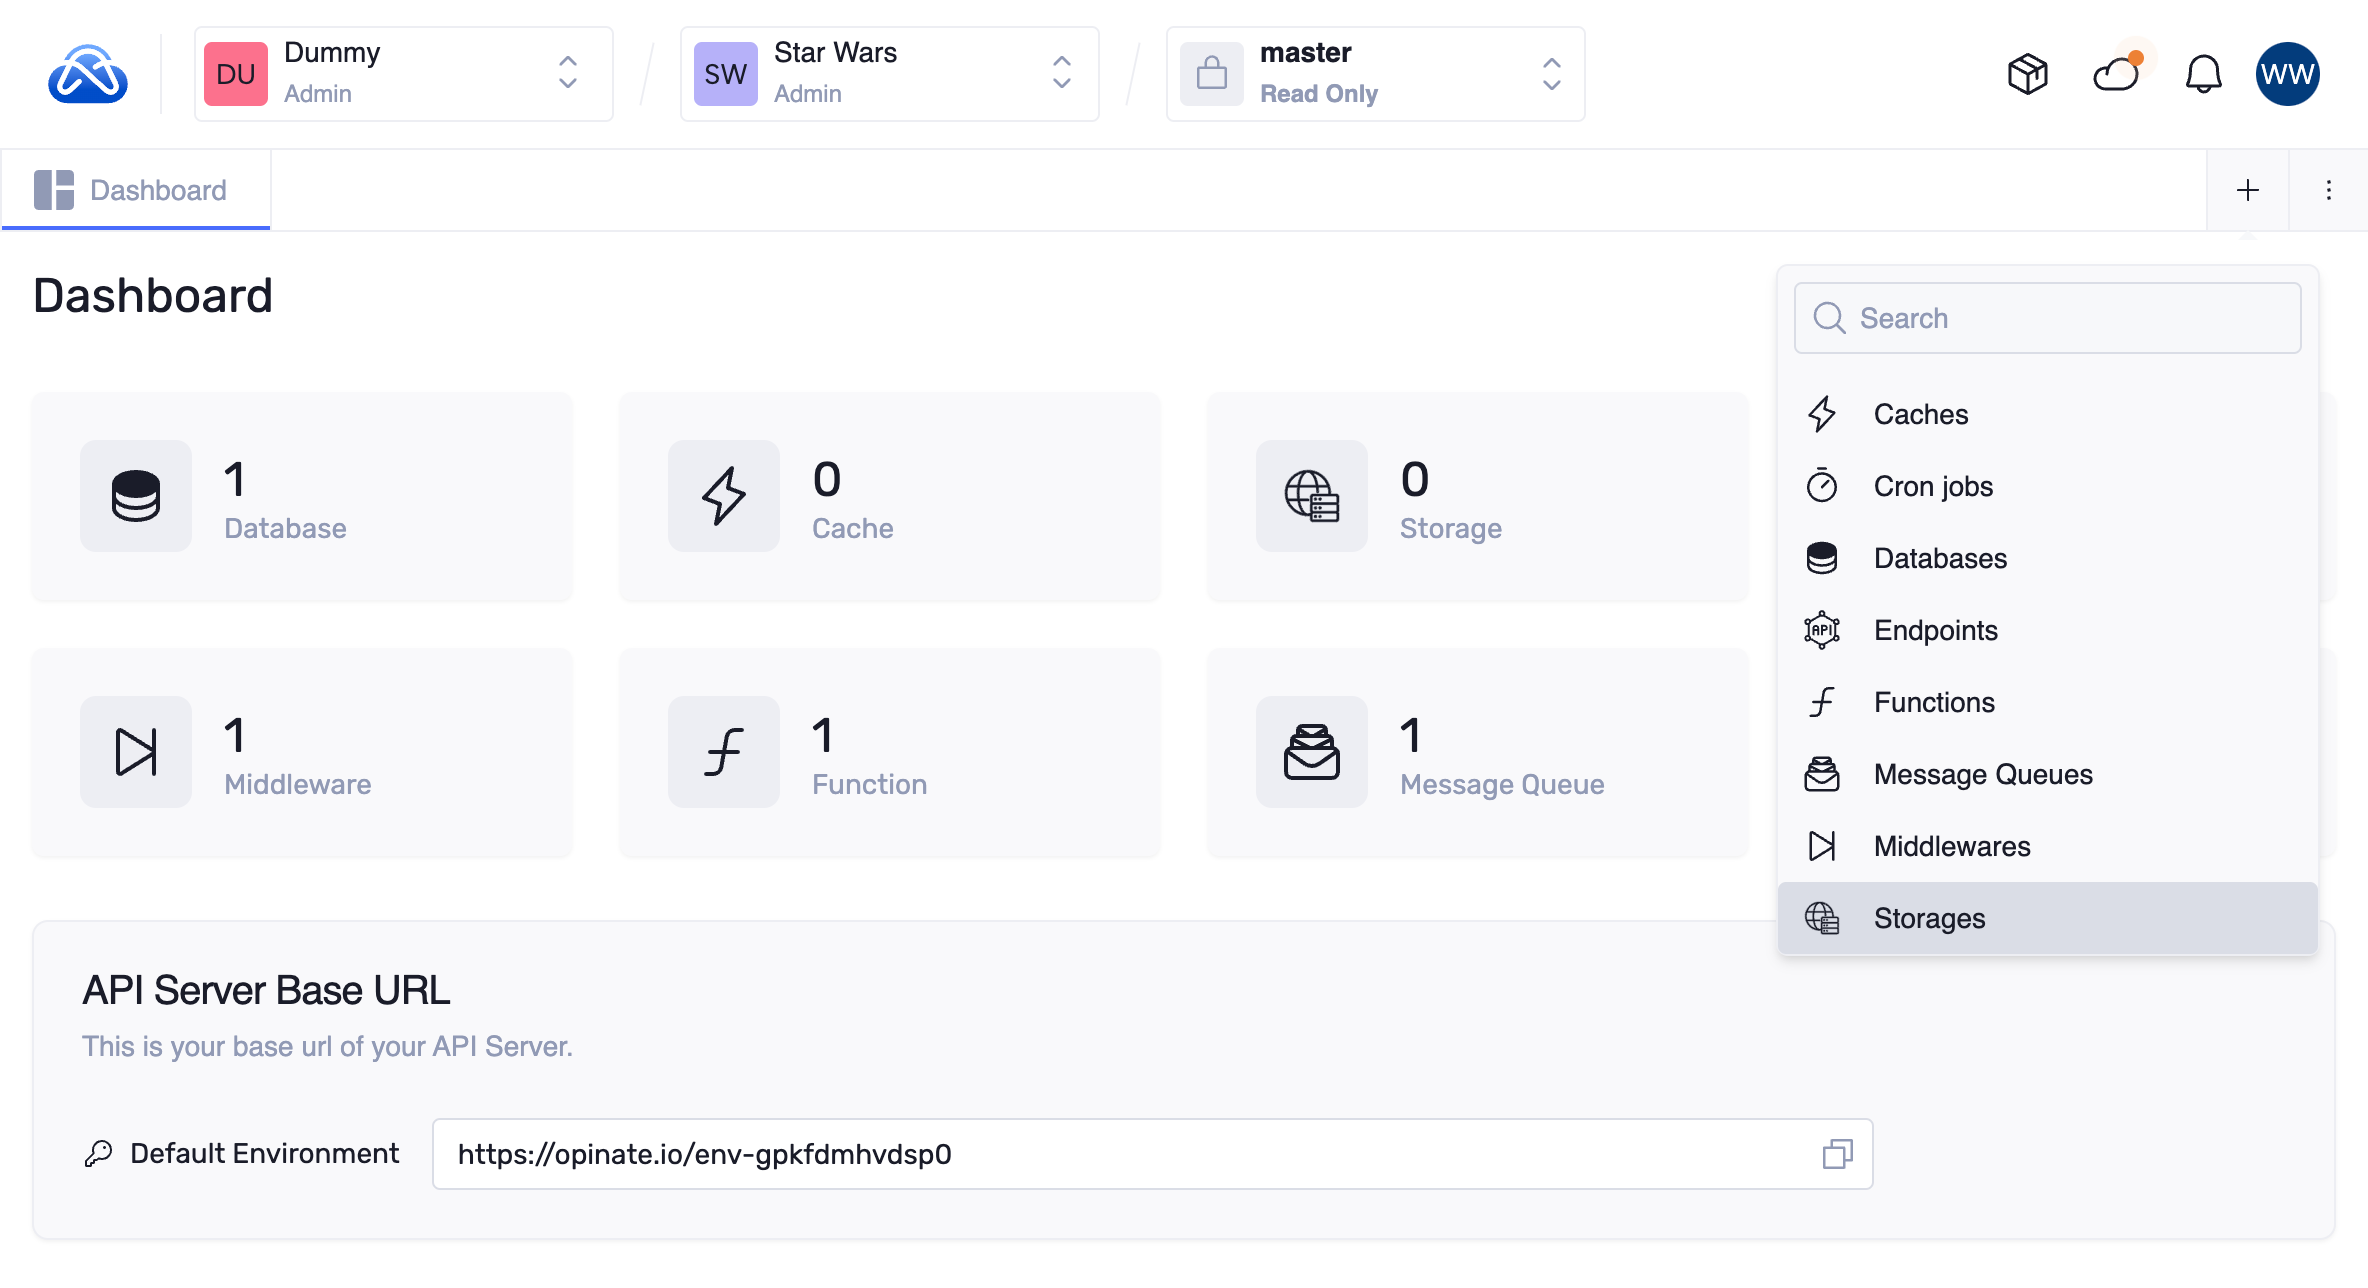 DU
Dummy
Admin
SW
Star Wars
Admin
master
Read Only
WW
Dashboard
Dashboard
Search
Caches
Cron jobs
Databases
Endpoints
Functions
Message Queues
Middlewares
Storages
1
Database
0
Cache
0
Storage
1
Middleware
1
Function
1
Message Queue
API
API Server Base URL
This is your base url of your API Server.
Default Environment
https://opinate.io/env-gpkfdmhvdsp0